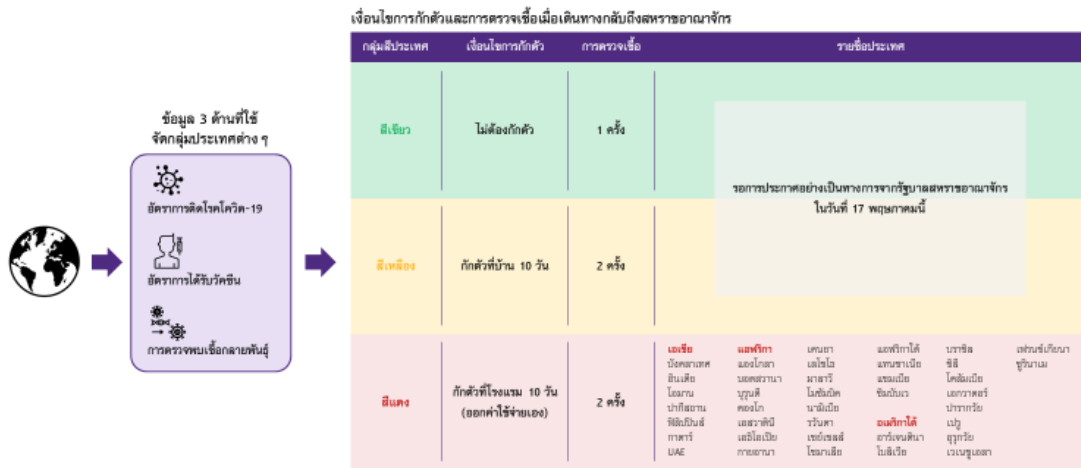 เงื่อนไขการกักตัวและการตรวจเชื้อเมื่อเดินทางกลับถึงสหราชอาณาจักร
ข้อมูล 3 ด้านที่ใช้
จัดกลุ่มประเทศต่าง ๆ
อัตราการติดโรคโควิด-19
อัตราการได้รับวัคซีน
การตรวจพบเชื้อกลายพันธุ์
กลุ่มสีประเทศ เงื่อนไขการกักตัว การตรวจเชื้อ รายชื่อประเทศ
สีเขียว ไม่ต้องกักตัว 1 ครั้ง
รอการประกาศอย่างเป็นทางการจากรัฐบาลสหราชอาณาจักร
ในวันที่ 17 พฤษภาคมนี้
สีเหลือง กักตัวที่บ้าน 10 วัน 2 ครั้ง
สีแดง กักตัวที่โรงแรม 10 วัน 2 ครั้ง
(ออกค่าใช้จ่ายเอง)
เอเชีย
บังคลาเทศ
อินเดีย
โอมาน
ปากีสถาน
ฟิลิปปินส์
กาตาร์
UAE
แอฟริกา
แองโกลา
บอตสวานา
บุรุนดี
คองโก
เอสวาตินี
เอธิโอเปีย
กายอานา
เคนยา
เลโซโธ
มาลาวี
โมซัมบิค
นามิเบีย
รวันดา
เซย์เชลส์
โซมาเลีย
แอฟริกาใต้
แทนซาเนีย
แซมเบีย
ซิมบับเว
อเมริกาใต้
อาร์เจนตินา
โบลิเวีย
บราซิล
ชิลี
โคลัมเบีย
เอกวาดอร์
ปารากวัย
เปรู
อุรุกวัย
เวเนซูเอลา
เฟรนช์เกียนา
ซูรินาเม